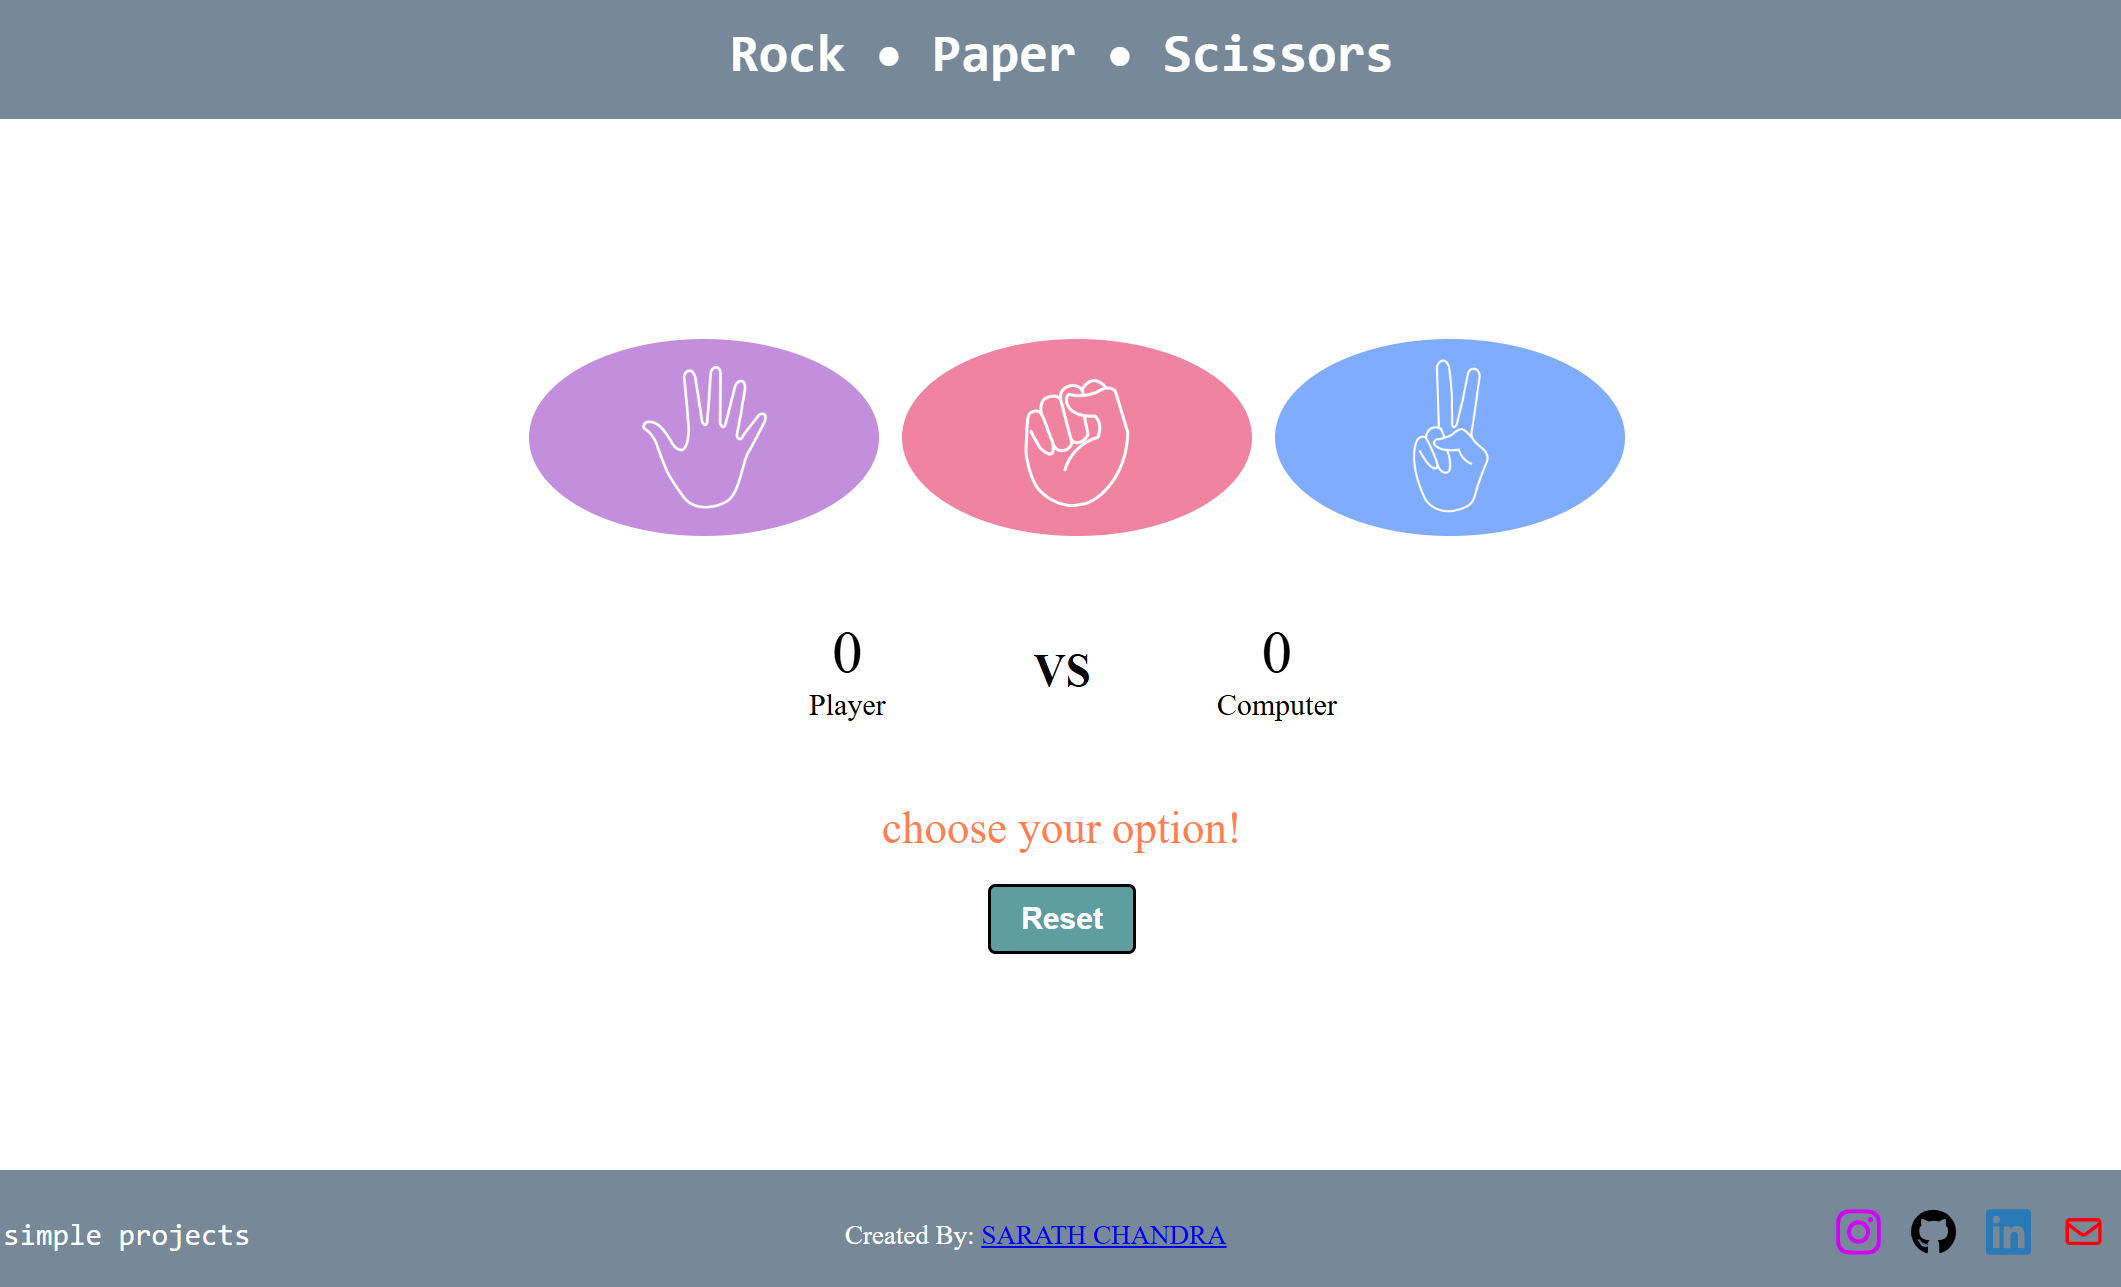 Rock • Paper • Scissors
0 VS 0
Player Computer
choose your option!
Reset
simple projects Created By: SARATH CHANDRA